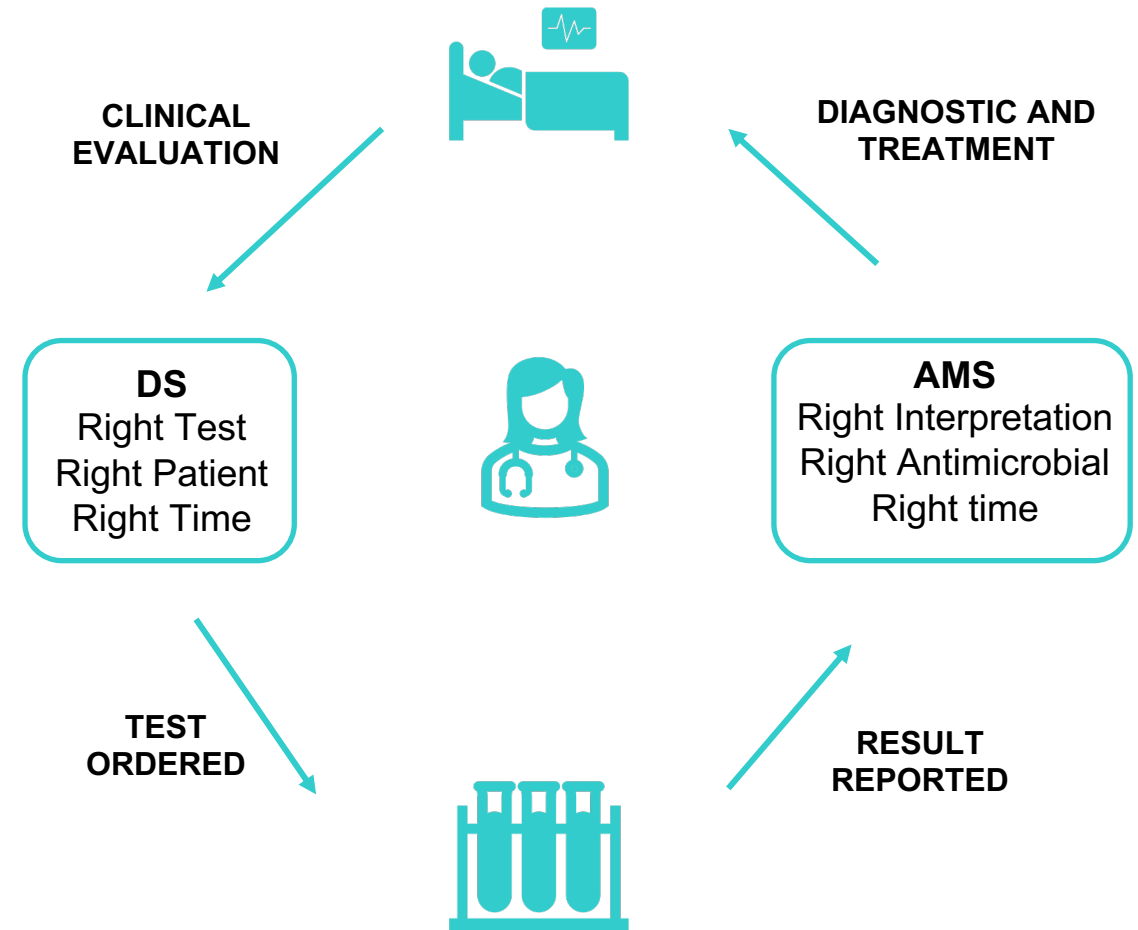 CLINICAL
EVALUATION
DIAGNOSTIC AND
TREATMENT
DS
Right Test
Right Patient
Right Time
AMS
Right Interpretation
Right Antimicrobial
Right time
TEST
ORDERED
RESULT
REPORTED